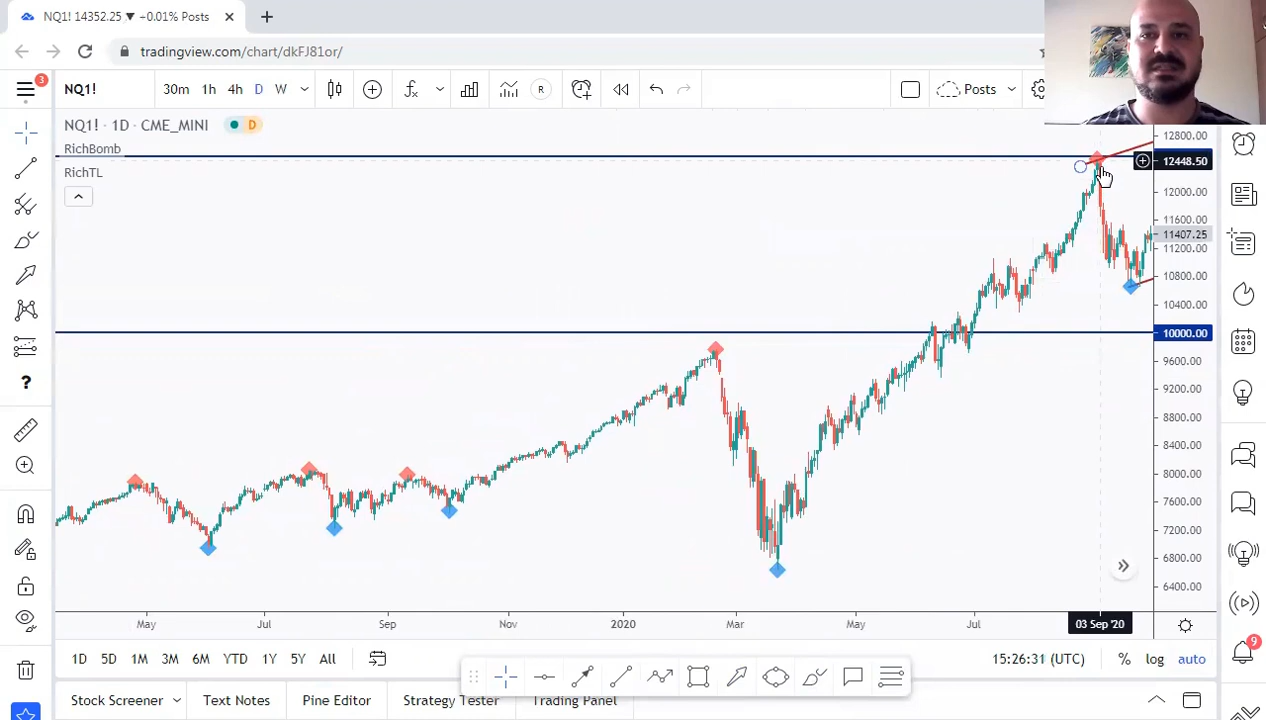 NQ1! 14352.25 ▼ +0.01% Posts
tradingview.com/chart/dkFJ81or/
3
NQ1!
30m 1h 4h D W
R
Posts
NQ1! · 1D · CME_MINI
D
RichBomb
RichTL
12800.00
12448.50
12000.00
11600.00
11407.25
11200.00
10800.00
10400.00
10000.00
9600.00
9200.00
8800.00
8400.00
8000.00
7600.00
7200.00
6800.00
6400.00
May Jul Sep Nov 2020 Mar May Jul 03 Sep '20
1D 5D 1M 3M 6M YTD 1Y 5Y All
15:26:31 (UTC) % log auto
9
Stock Screener Text Notes Pine Editor Strategy Tester Trading Panel